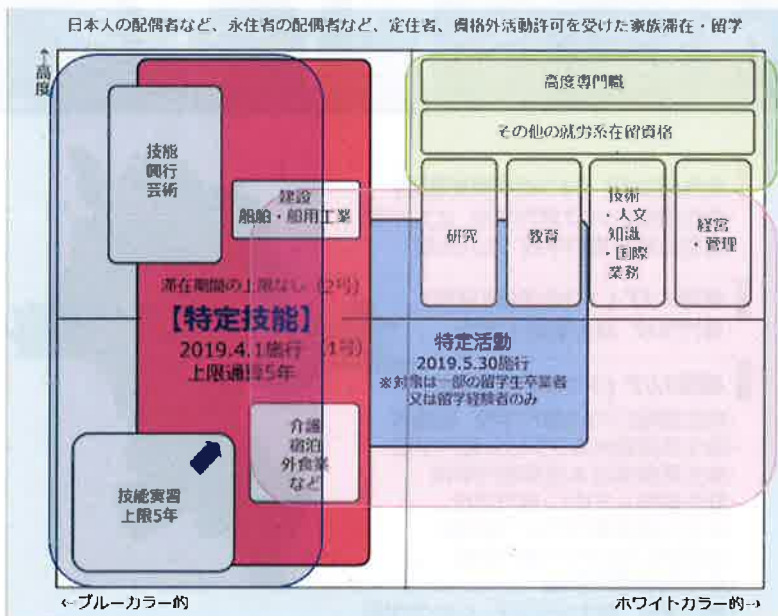 日本人の配偶者など、永住者の配偶者など、定住者、資格外活動許可を受けた家族滞在・留学
↑高度
高度専門職
その他の就労系在留資格
技能
興行
芸術
建設
船舶・舶用工業
研究
教育
技術
・人文
知識
・国際
業務
経営
・管理
滞在期間の上限なし (2号)
【特定技能】
2019.4.1施行 (1号)
上限通算5年
特定活動
2019.5.30施行
※対象は一部の留学生卒業者
又は留学経験者のみ
介護
宿泊
外食業
など
技能実習
上限5年
←ブルーカラー的
ホワイトカラー的→